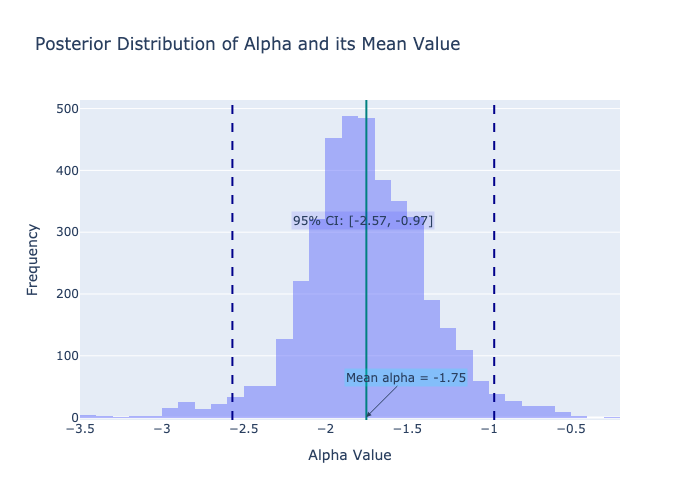 Posterior Distribution of Alpha and its Mean Value
500
400
95% CI: [-2.57, -0.97]
300
200
100
Mean alpha = -1.75
0
−3.5 −3 −2.5 −2 −1.5 −1 −0.5
Frequency
Alpha Value